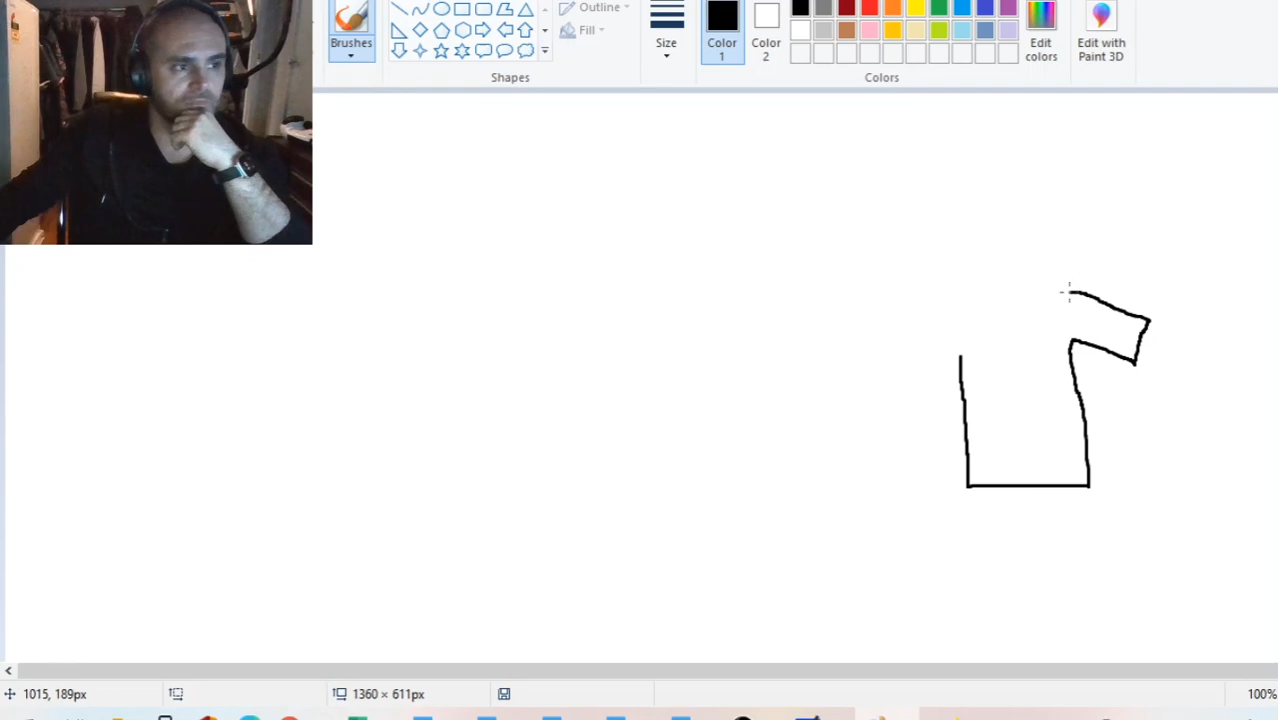 Brushes
Shapes
Outline
Fill
Size
Color
1
Color
2
Edit
colors
Edit with
Paint 3D
Colors
1015, 189px
1360 × 611px
100%